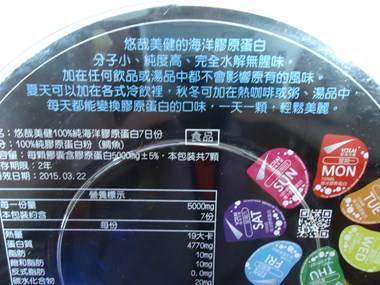 悠哉美健的海洋膠原蛋白
分子小、純度高、完全水解無腥味。
加在任何飲品或湯品中都不會影響原有的風味。
夏天可以加在各式冷飲裡，秋冬可加在熱咖啡或粥、湯品中，
每天都能變換膠原蛋白的口味，一天一顆，輕鬆美麗。
名：悠哉美健100%純海洋膠原蛋白7日份
食品
分：100%純膠原蛋白粉（鯛魚）
容量：每顆膠囊含膠原蛋白5000mg±5%，本包裝共7顆
存期限：2年
有效日期：2015.03.22
營養標示
每一份量 5000mg
本包裝約含 7份
每份
熱量 19大卡
蛋白質 4770mg
脂肪 10mg
飽和脂肪 10mg
反式脂肪 0.0mg
碳水化合物 20mg
星期一
MON
TUE
WED
THU
FRI
SAT